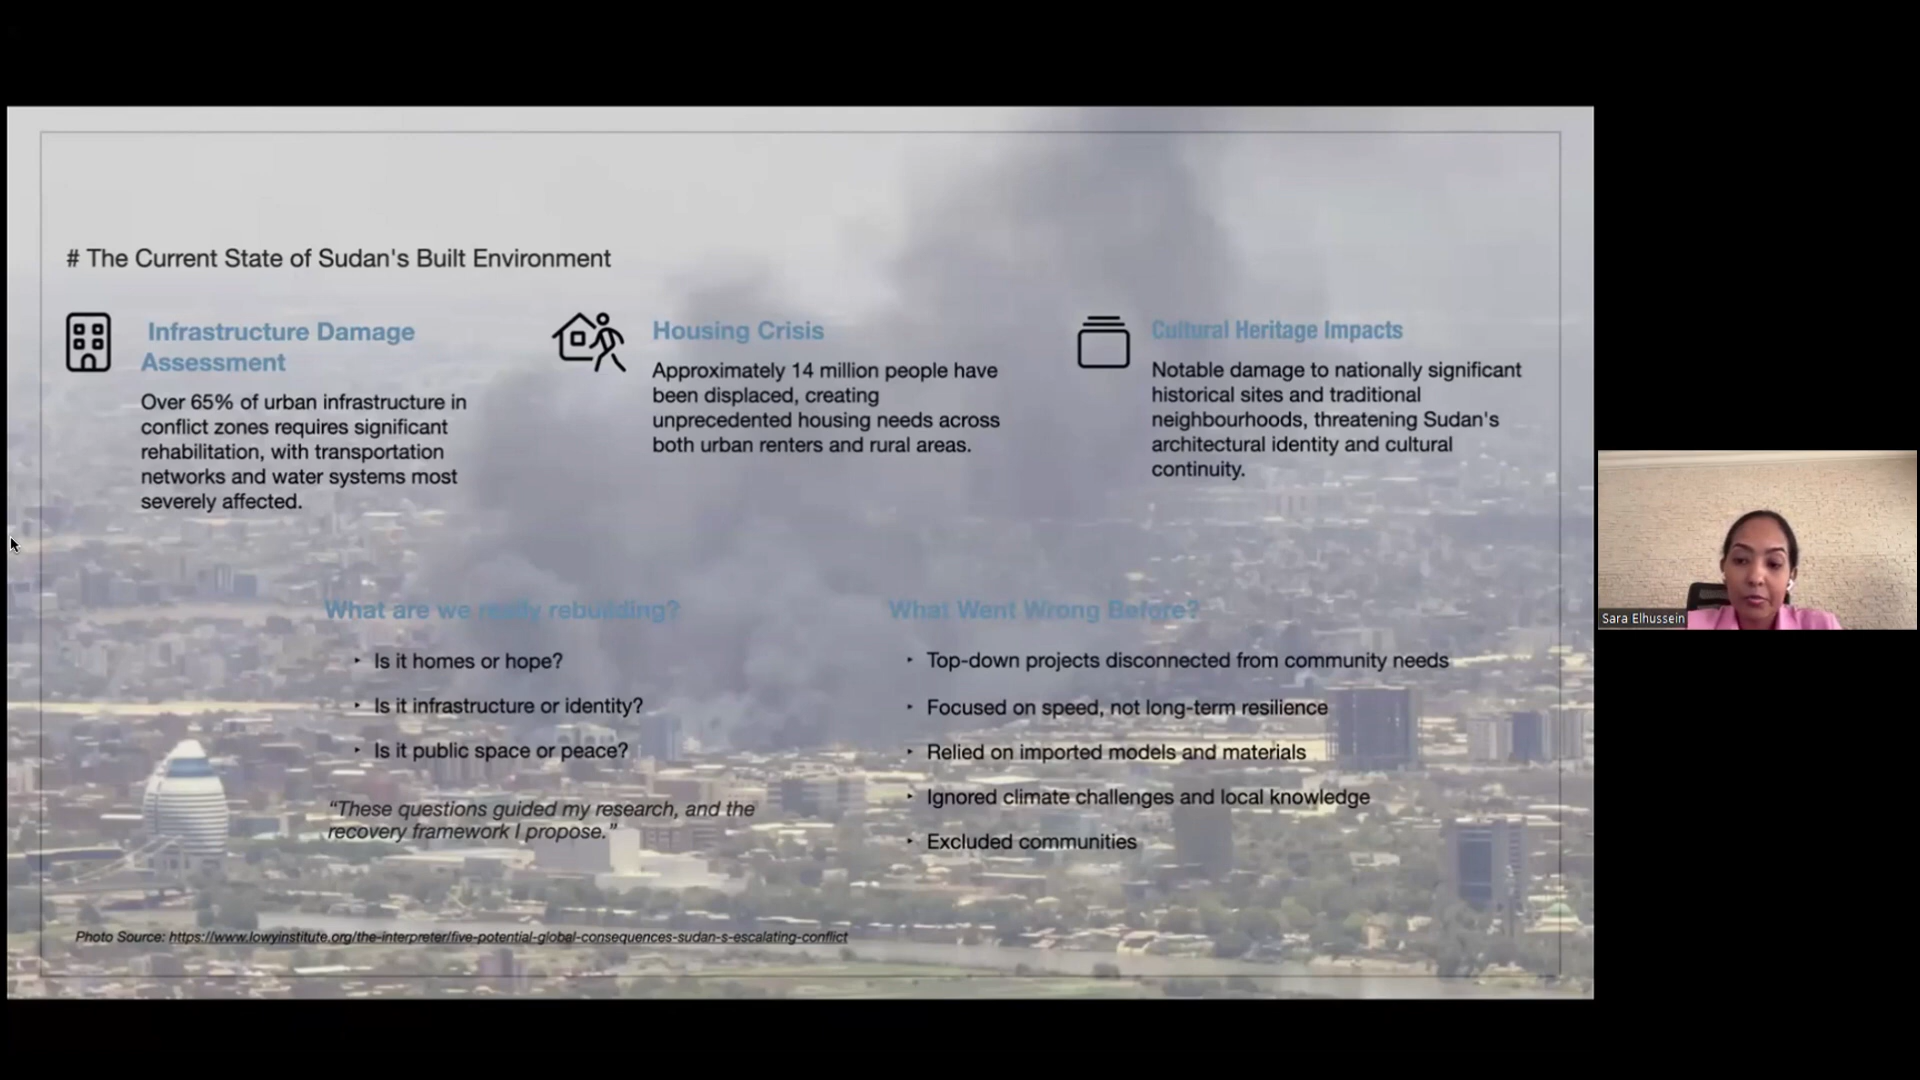 # The Current State of Sudan's Built Environment
Infrastructure Damage
Assessment
Over 65% of urban infrastructure in
conflict zones requires significant
rehabilitation, with transportation
networks and water systems most
severely affected.
Housing Crisis
Approximately 14 million people have
been displaced, creating
unprecedented housing needs across
both urban renters and rural areas.
Cultural Heritage Impacts
Notable damage to nationally significant
historical sites and traditional
neighbourhoods, threatening Sudan's
architectural identity and cultural
continuity.
What are we really rebuilding?
‣ Is it homes or hope?
‣ Is it infrastructure or identity?
‣ Is it public space or peace?
“These questions guided my research, and the
recovery framework I propose.”
What Went Wrong Before?
‣ Top-down projects disconnected from community needs
‣ Focused on speed, not long-term resilience
‣ Relied on imported models and materials
‣ Ignored climate challenges and local knowledge
‣ Excluded communities
Photo Source: https://www.lowyinstitute.org/the-interpreter/five-potential-global-consequences-sudan-s-escalating-conflict
Sara Elhussein